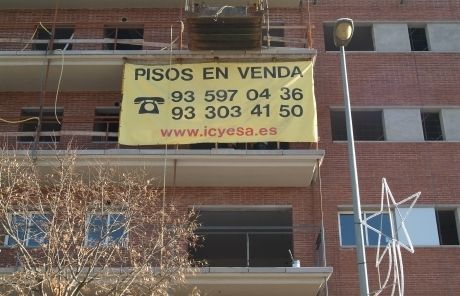 PISOS EN VENDA
93 597 04 36
93 303 41 50
www.icyesa.es